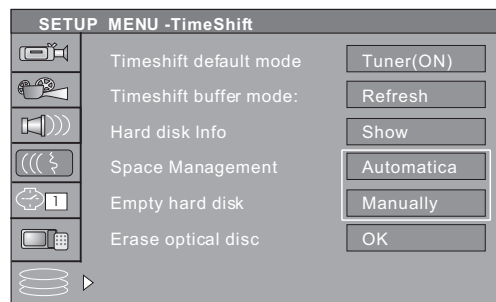 SETUP MENU -TimeShift
Timeshift default mode Tuner(ON)
Timeshift buffer mode: Refresh
Hard disk Info Show
Space Management Automatica
Empty hard disk Manually
1
Erase optical disc OK